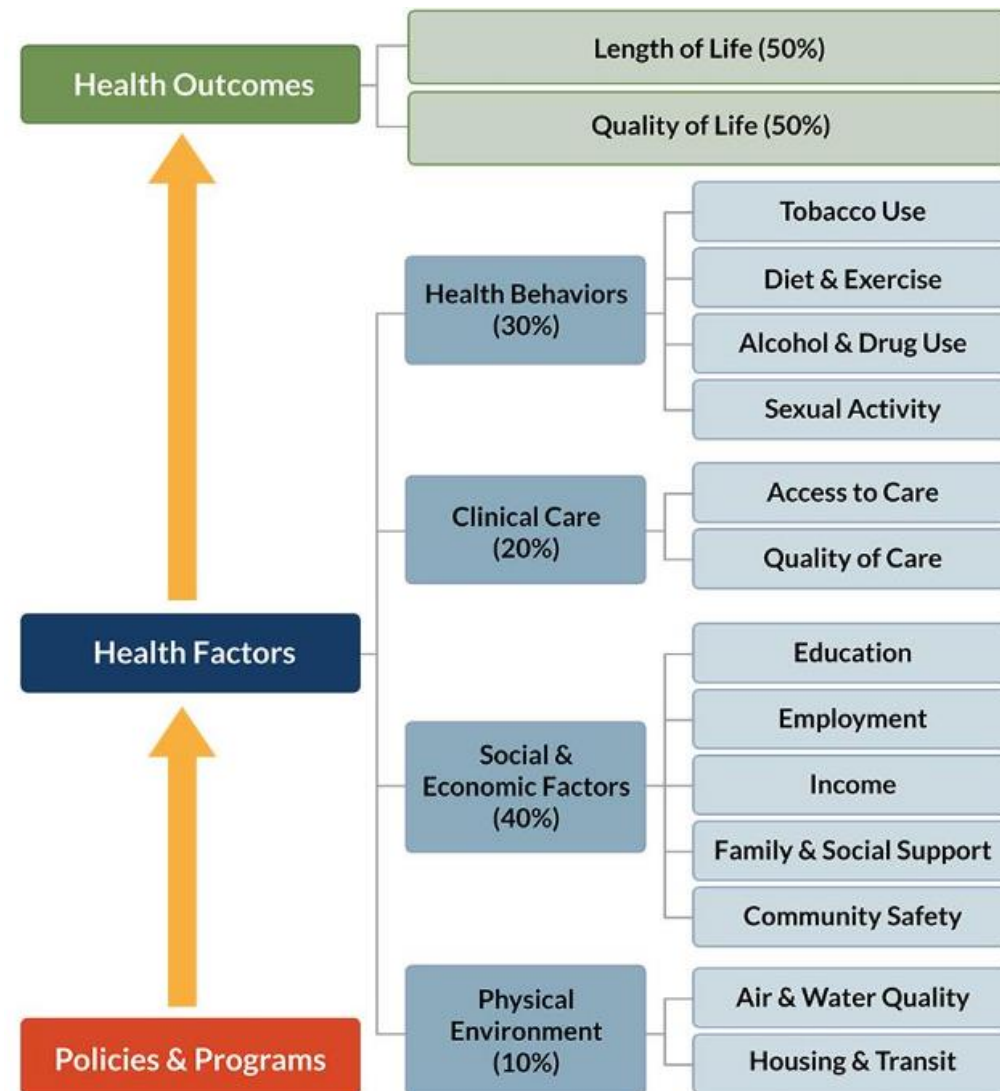 Health Outcomes
Length of Life (50%)
Quality of Life (50%)
Health Factors
Health Behaviors
(30%)
Tobacco Use
Diet & Exercise
Alcohol & Drug Use
Sexual Activity
Clinical Care
(20%)
Access to Care
Quality of Care
Social &
Economic Factors
(40%)
Education
Employment
Income
Family & Social Support
Community Safety
Physical
Environment
(10%)
Air & Water Quality
Housing & Transit
Policies & Programs